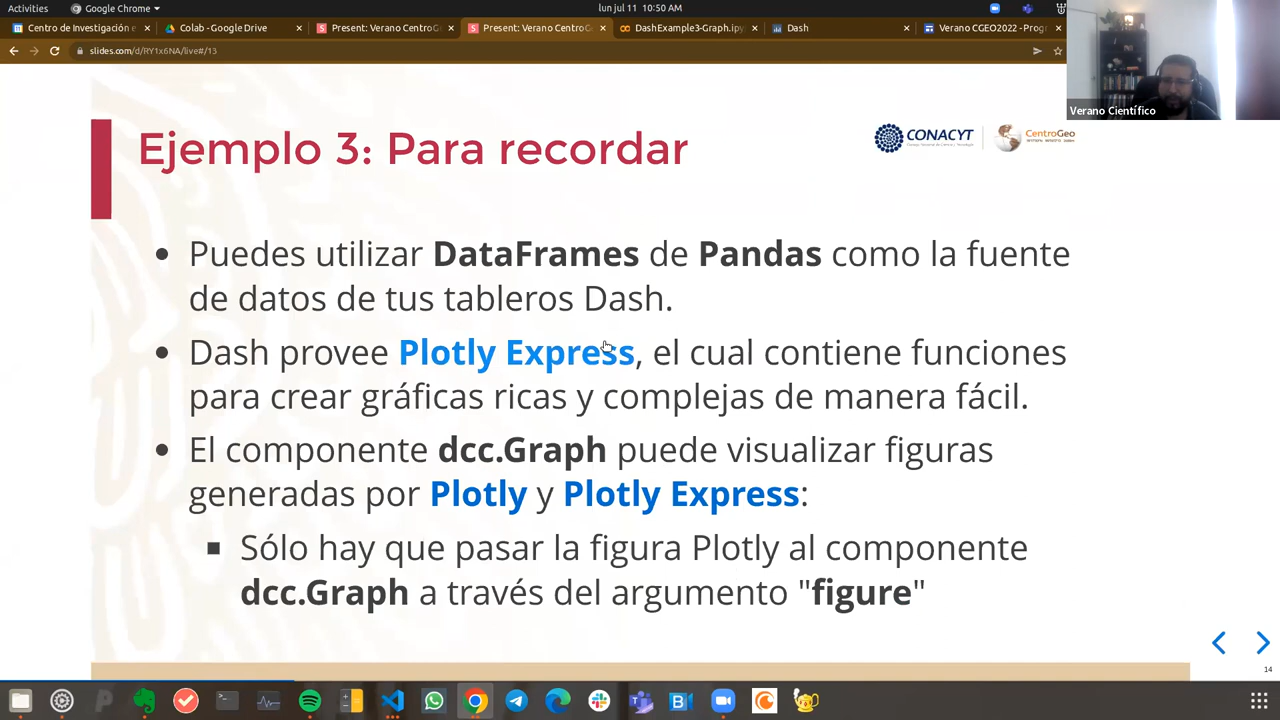 Activities
Google Chrome
lun jul 11 10:50 AM
Centro de Investigación e
Colab - Google Drive
Present: Verano CentroG
Present: Verano CentroG
DashExample3-Graph.ipy
Dash
Verano CGEO2022 - Prog
slides.com/d/RY1x6NA/live#/13
Verano Científico
Ejemplo 3: Para recordar
CONACYT
CentroGeo
Puedes utilizar DataFrames de Pandas como la fuente
de datos de tus tableros Dash.
Dash provee Plotly Express, el cual contiene funciones
para crear gráficas ricas y complejas de manera fácil.
El componente dcc.Graph puede visualizar figuras
generadas por Plotly y Plotly Express:
Sólo hay que pasar la figura Plotly al componente
dcc.Graph a través del argumento "figure"
14